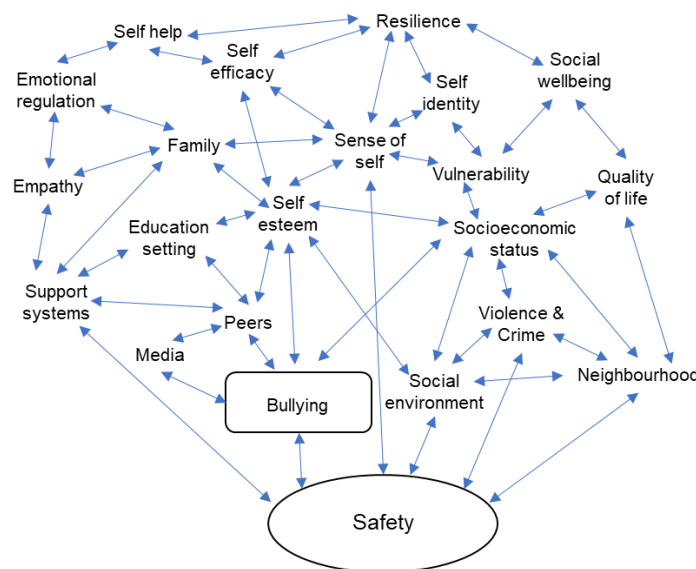 Resilience
Self help
Self
efficacy
Social
wellbeing
Emotional
regulation
Self
identity
Family
Sense of
self
Vulnerability
Empathy
Quality
of life
Education
setting
Self
esteem
Socioeconomic
status
Support
systems
Peers
Violence &
Crime
Media
Social
environment
Neighbourhood
Bullying
Safety